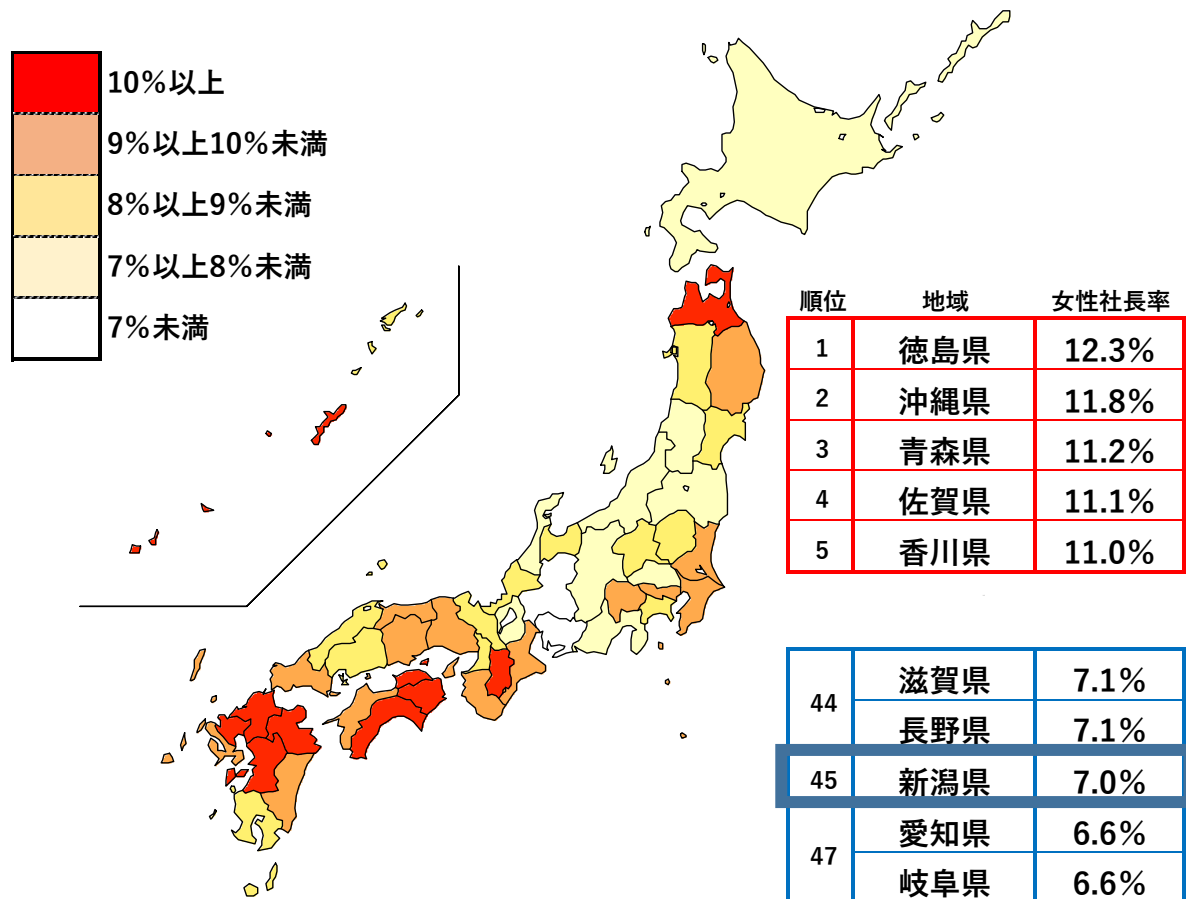 10%以上
9%以上10%未満
8%以上9%未満
7%以上8%未満
7%未満
順位 地域 女性社長率
1 徳島県 12.3%
2 沖縄県 11.8%
3 青森県 11.2%
4 佐賀県 11.1%
5 香川県 11.0%
44 滋賀県 7.1%
長野県 7.1%
45 新潟県 7.0%
47 愛知県 6.6%
岐阜県 6.6%